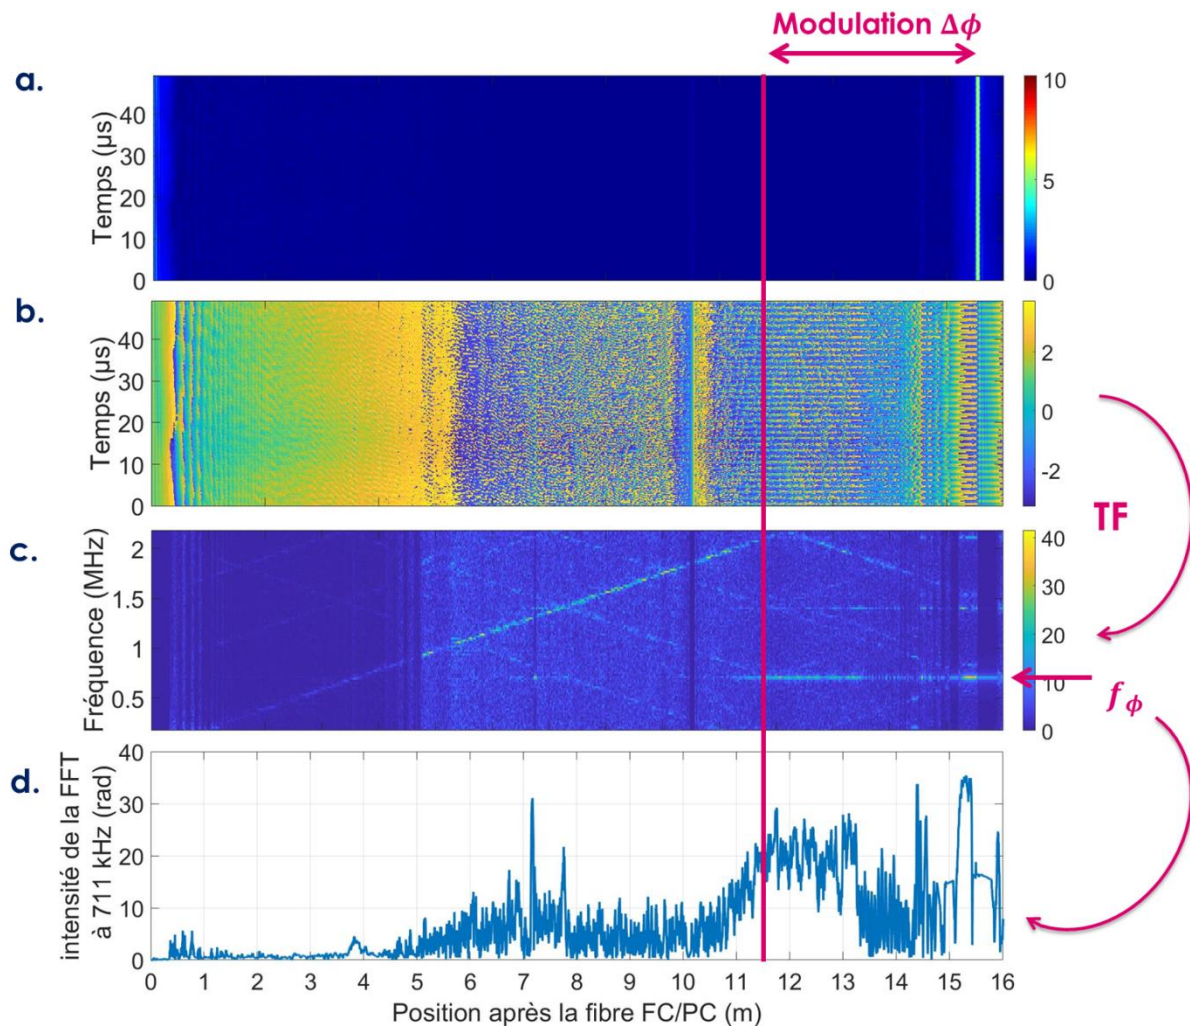 Modulation Δϕ
a.
Temps (µs)
40
30
20
10
0
10
5
0
b.
Temps (µs)
40
30
20
10
0
2
0
-2
TF
c.
Fréquence (MHz)
2
1.5
1
0.5
40
30
20
10
0
f_ϕ
d.
intensité de la FFT
à 711 kHz (rad)
40
30
20
10
0
0 1 2 3 4 5 6 7 8 9 10 11 12 13 14 15 16
Position après la fibre FC/PC (m)